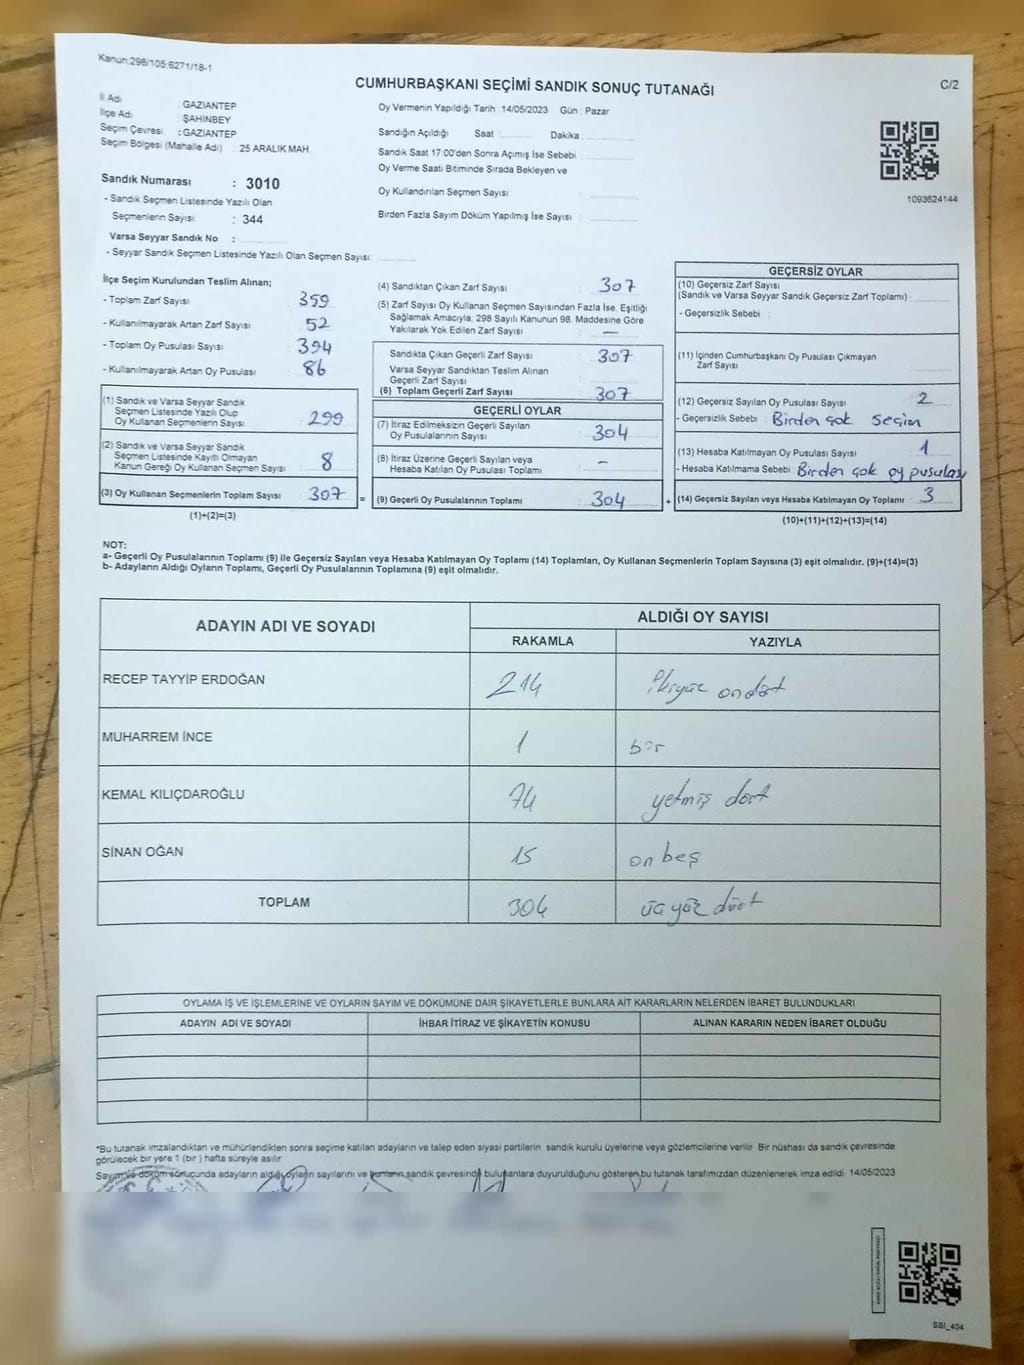 Kanun:298/105 6271/18-1
CUMHURBAŞKANI SEÇİMİ SANDIK SONUÇ TUTANAĞI
C/2
İl Adı : GAZİANTEP
İlçe Adı : ŞAHİNBEY
Seçim Çevresi : GAZİANTEP
Seçim Bölgesi (Mahalle Adı) : 25 ARALIK MAH.
Sandık Numarası : 3010
- Sandık Seçmen Listesinde Yazılı Olan
Seçmenlerin Sayısı : 344
Varsa Seyyar Sandık No :
- Seyyar Sandık Seçmen Listesinde Yazılı Olan Seçmen Sayısı:
Oy Vermenin Yapıldığı Tarih : 14/05/2023 Gün : Pazar
Sandığın Açıldığı Saat Dakika
Sandık Saat 17:00'den Sonra Açımış İse Sebebi
Oy Verme Saati Bitiminde Sırada Bekleyen ve
Oy Kullandırılan Seçmen Sayısı :
Birden Fazla Sayım Döküm Yapılmış İse Sayısı :
1093624144
İlçe Seçim Kurulundan Teslim Alınan;
- Toplam Zarf Sayısı 359
- Kullanılmayarak Artan Zarf Sayısı 52
- Toplam Oy Pusulası Sayısı 394
- Kullanılmayarak Artan Oy Pusulası 86
(1) Sandık ve Varsa Seyyar Sandık
Seçmen Listesinde Yazılı Olup
Oy Kullanan Seçmenlerin Sayısı : 299
(2) Sandık ve Varsa Seyyar Sandık
Seçmen Listesinde Kayıtlı Olmayan
Kanun Gereği Oy Kullanan Seçmen Sayısı : 8
(3) Oy Kullanan Seçmenlerin Toplam Sayısı : 307 =
(1)+(2)=(3)
(4) Sandıktan Çıkan Zarf Sayısı : 307
(5) Zarf Sayısı Oy Kullanan Seçmen Sayısından Fazla İse, Eşitliği
Sağlamak Amacıyla; 298 Sayılı Kanunun 98. Maddesine Göre
Yakılarak Yok Edilen Zarf Sayısı : —
Sandıkta Çıkan Geçerli Zarf Sayısı : 307
Varsa Seyyar Sandıktan Teslim Alınan
Geçerli Zarf Sayısı :
(6) Toplam Geçerli Zarf Sayısı : 307
GEÇERLİ OYLAR
(7) İtiraz Edilmeksizin Geçerli Sayılan
Oy Pusulalarının Sayısı : 304
(8) İtiraz Üzerine Geçerli Sayılan veya
Hesaba Katılan Oy Pusulası Toplamı : –
(9) Geçerli Oy Pusulalarının Toplamı : 304 +
GEÇERSİZ OYLAR
(10) Geçersiz Zarf Sayısı
(Sandık ve Varsa Seyyar Sandık Geçersiz Zarf Toplamı) :
- Geçersizlik Sebebi :
(11) İçinden Cumhurbaşkanı Oy Pusulası Çıkmayan
Zarf Sayısı
(12) Geçersiz Sayılan Oy Pusulası Sayısı : 2
- Geçersizlik Sebebi : Birden çok seçim
(13) Hesaba Katılmayan Oy Pusulası Sayısı : 1
- Hesaba Katılmama Sebebi : Birden çok oy pusulası
(14) Geçersiz Sayılan veya Hesaba Katılmayan Oy Toplamı : 3
(10)+(11)+(12)+(13)=(14)
NOT:
a- Geçerli Oy Pusulalarının Toplamı (9) ile Geçersiz Sayılan veya Hesaba Katılmayan Oy Toplamı (14) Toplamları, Oy Kullanan Seçmenlerin Toplam Sayısına (3) eşit olmalıdır. (9)+(14)=(3)
b- Adayların Aldığı Oyların Toplamı, Geçerli Oy Pusulalarının Toplamına (9) eşit olmalıdır.
ADAYIN ADI VE SOYADI ALDIĞI OY SAYISI
RAKAMLA YAZIYLA
RECEP TAYYİP ERDOĞAN 214 ikiyüz ondört
MUHARREM İNCE 1 bir
KEMAL KILIÇDAROĞLU 74 yetmiş dört
SİNAN OĞAN 15 on beş
TOPLAM 304 üç yüz dört
OYLAMA İŞ VE İŞLEMLERİNE VE OYLARIN SAYIM VE DÖKÜMÜNE DAİR ŞİKAYETLERLE BUNLARA AİT KARARLARIN NELERDEN İBARET BULUNDUKLARI
ADAYIN ADI VE SOYADI İHBAR İTİRAZ VE ŞİKAYETİN KONUSU ALINAN KARARIN NEDEN İBARET OLDUĞU
*Bu tutanak imzalandıktan ve mühürlendikten sonra seçime katılan adayların ve talep eden siyasi partilerin sandık kurulu üyelerine veya gözlemcilerine verilir. Bir nüshası da sandık çevresinde
görülecek bir yere 1 (bir ) hafta süreyle asılır.
Sayım ve döküm sonucunda adayların aldığı oyların sayılarını ve bunların sandık çevresinde bulunanlara duyurulduğunu gösteren bu tutanak tarafımızdan düzenlenerek imza edildi. 14/05/2023
SSI_404